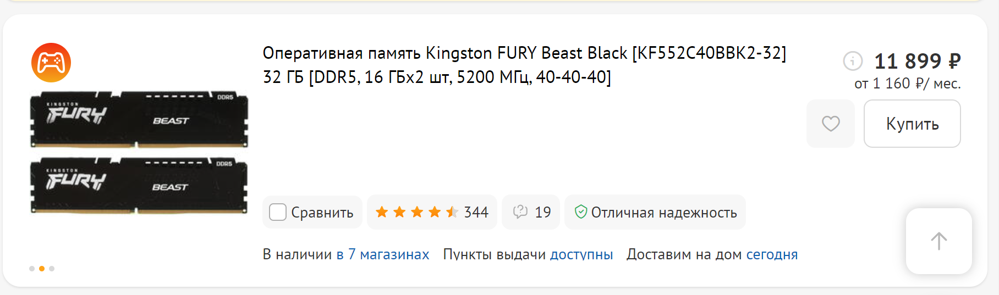 Оперативная память Kingston FURY Beast Black [KF552C40BBK2-32]
32 ГБ [DDR5, 16 ГБx2 шт, 5200 МГц, 40-40-40]
11 899 ₽
от 1 160 ₽/ мес.
Купить
DDR5
KINGSTON
FURY
BEAST
DDR5
KINGSTON
FURY
BEAST
Сравнить
344
19
Отличная надежность
В наличии в 7 магазинах Пункты выдачи доступны Доставим на дом сегодня